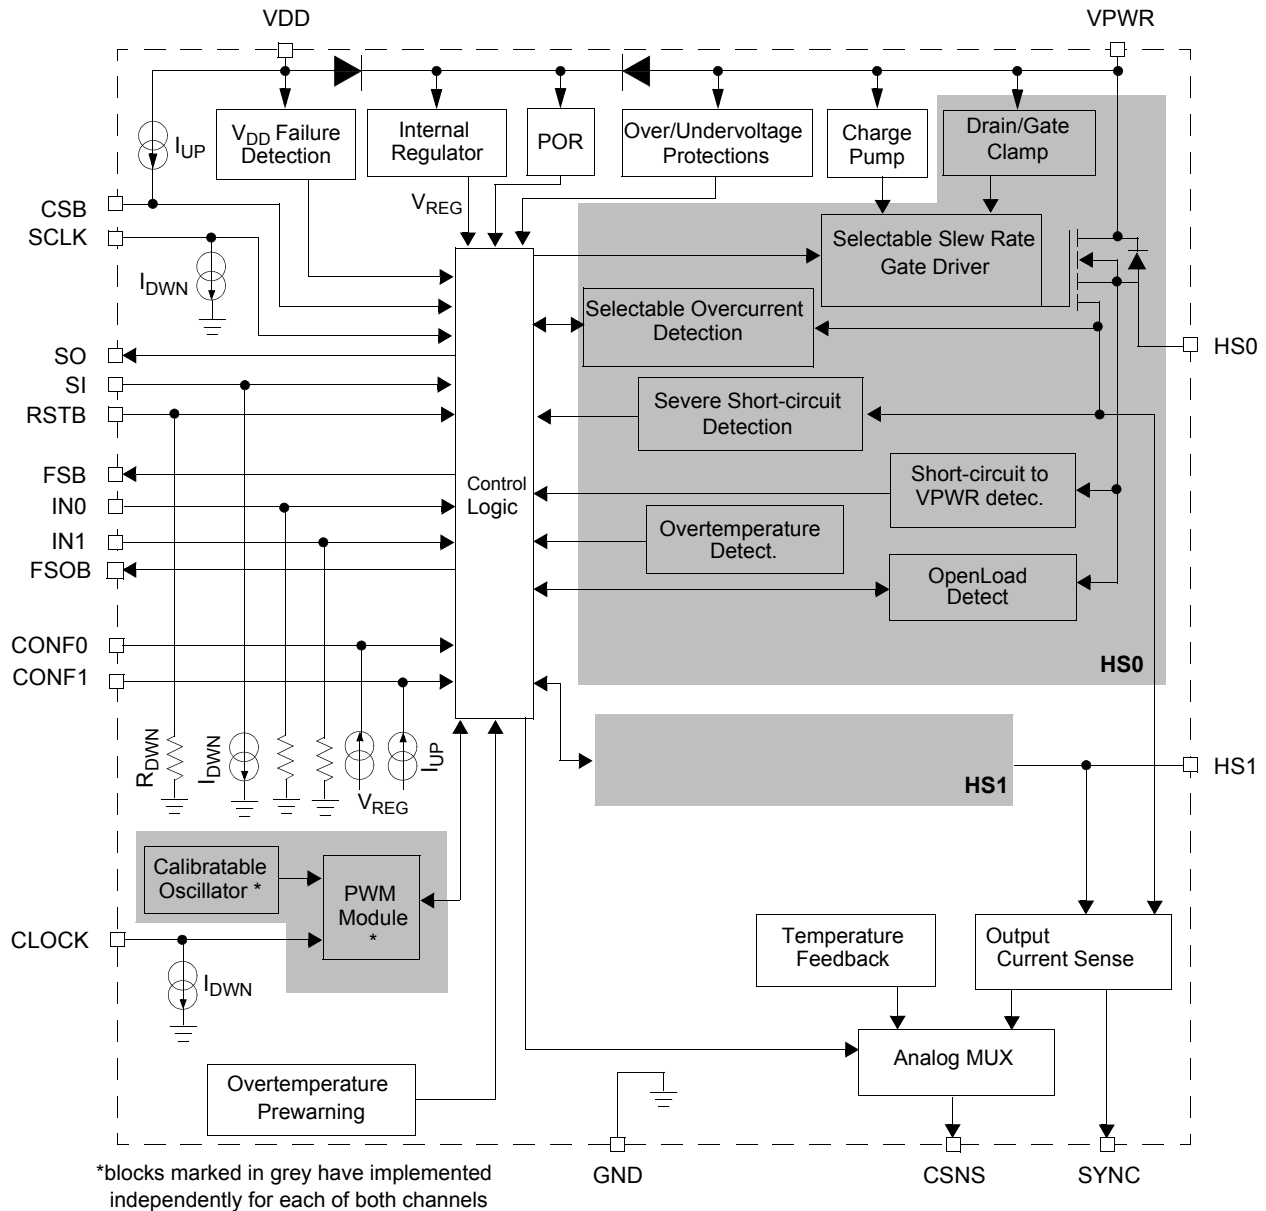 VDD
VPWR
VDD Failure
Detection
Internal
Regulator
POR
Over/Undervoltage
Protections
Charge
Pump
Drain/Gate
Clamp
IUP
VREG
CSB
SCLK
IDWN
Selectable Slew Rate
Gate Driver
Selectable Overcurrent
Detection
HS0
SO
SI
RSTB
Severe Short-circuit
Detection
FSB
IN0
IN1
FSOB
Control
Logic
Short-circuit to
VPWR detec.
Overtemperature
Detect.
OpenLoad
Detect
CONF0
CONF1
HS0
RDWN
IDWN
IUP
VREG
HS1
HS1
Calibratable
Oscillator *
PWM
Module
*
CLOCK
IDWN
Temperature
Feedback
Output
Current Sense
Analog MUX
Overtemperature
Prewarning
GND
CSNS
SYNC
*blocks marked in grey have implemented
independently for each of both channels